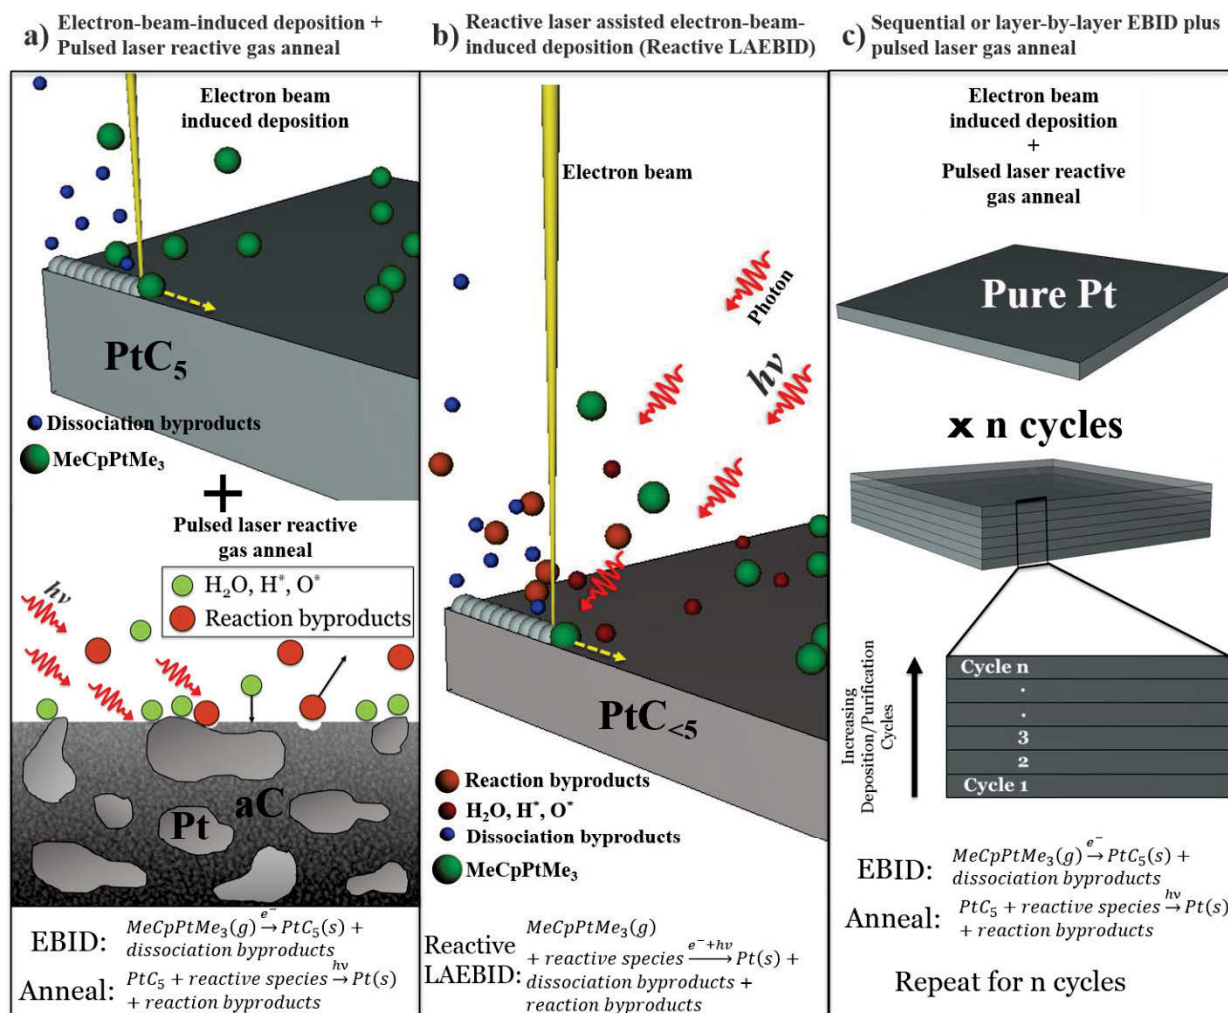 a) Electron-beam-induced deposition +
Pulsed laser reactive gas anneal
Electron beam
induced deposition
PtC₅
Dissociation byproducts
MeCpPtMe₃
+
Pulsed laser reactive
gas anneal
H₂O, H*, O*
Reaction byproducts
hν
aC
Pt
EBID: MeCpPtMe₃(g) →(e⁻) PtC₅(s) +
dissociation byproducts
Anneal: PtC₅ + reactive species →(hν) Pt(s)
+ reaction byproducts
b) Reactive laser assisted electron-beam-
induced deposition (Reactive LAEBID)
Electron beam
Photon
hν
PtC<5
Reaction byproducts
H₂O, H*, O*
Dissociation byproducts
MeCpPtMe₃
Reactive LAEBID: MeCpPtMe₃(g)
+ reactive species →(e⁻+hν) Pt(s) +
dissociation byproducts +
reaction byproducts
c) Sequential or layer-by-layer EBID plus
pulsed laser gas anneal
Electron beam
induced deposition
+
Pulsed laser reactive
gas anneal
Pure Pt
x n cycles
Increasing
Deposition/Purification
Cycles
Cycle n
.
.
3
2
Cycle 1
EBID: MeCpPtMe₃(g) →(e⁻) PtC₅(s) +
dissociation byproducts
Anneal: PtC₅ + reactive species →(hν) Pt(s)
+ reaction byproducts
Repeat for n cycles